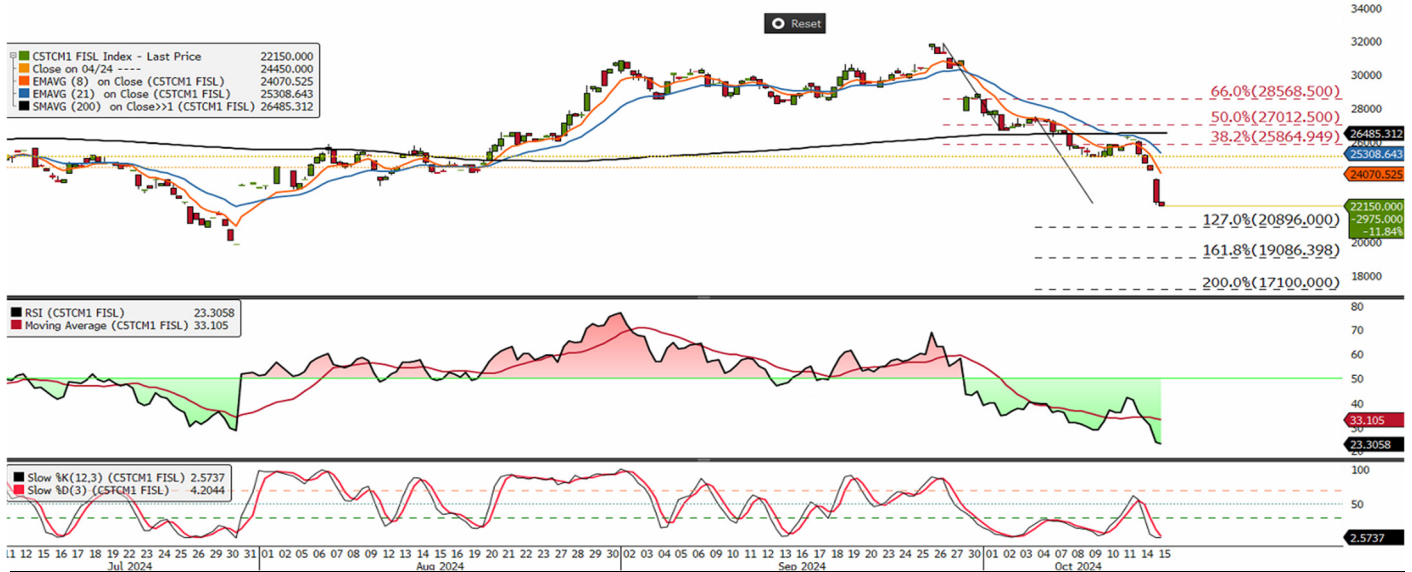 Reset
34000
32000
30000
28000
26000
20000
18000
C5TCM1 FISL Index - Last Price 22150.000
Close on 04/24 ---- 24450.000
EMAVG (8) on Close (C5TCM1 FISL) 24070.525
EMAVG (21) on Close (C5TCM1 FISL) 25308.643
SMAVG (200) on Close>>1 (C5TCM1 FISL) 26485.312
66.0%(28568.500)
50.0%(27012.500)
38.2%(25864.949)
127.0%(20896.000)
161.8%(19086.398)
200.0%(17100.000)
26485.312
25308.643
24070.525
22150.000
-2975.000
-11.84%
RSI (C5TCM1 FISL) 23.3058
Moving Average (C5TCM1 FISL) 33.105
80
70
60
50
40
30
20
33.105
23.3058
Slow %K(12,3) (C5TCM1 FISL) 2.5737
Slow %D(3) (C5TCM1 FISL) 4.2044
100
50
2.5737
11 12 15 16 17 18 19 22 23 24 25 26 29 30 31 01 02 05 06 07 08 09 12 13 14 15 16 19 20 21 22 23 27 28 29 30 02 03 04 05 06 09 10 11 12 13 16 17 18 19 20 23 24 25 26 27 30 01 02 03 04 07 08 09 10 11 14 15
Jul 2024 Aug 2024 Sep 2024 Oct 2024